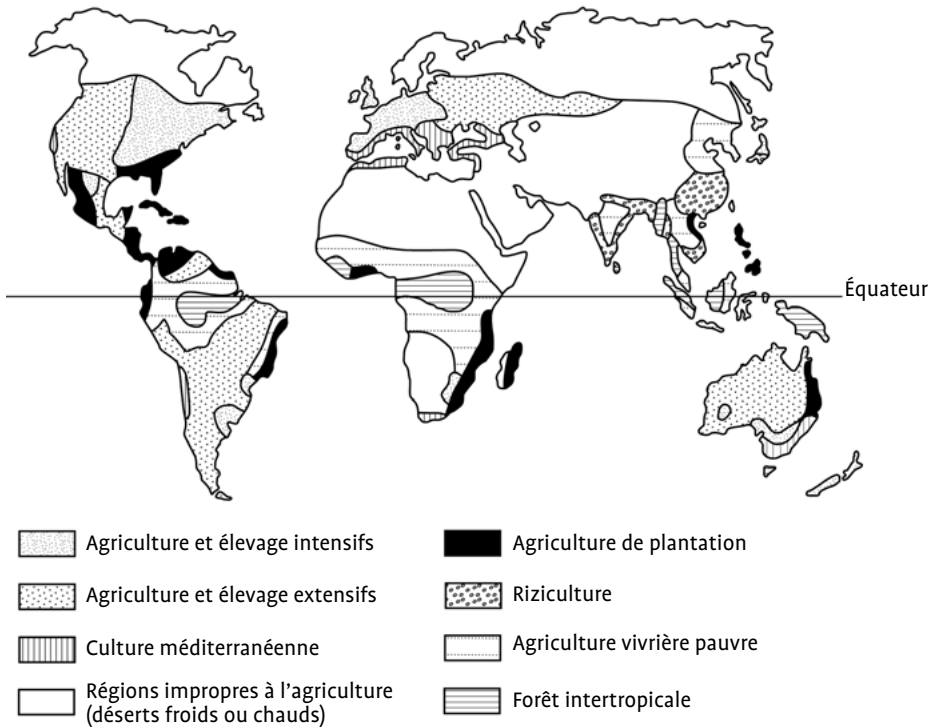 Équateur
Agriculture et élevage intensifs
Agriculture et élevage extensifs
Culture méditerranéenne
Régions impropres à l'agriculture
(déserts froids ou chauds)
Agriculture de plantation
Riziculture
Agriculture vivrière pauvre
Forêt intertropicale